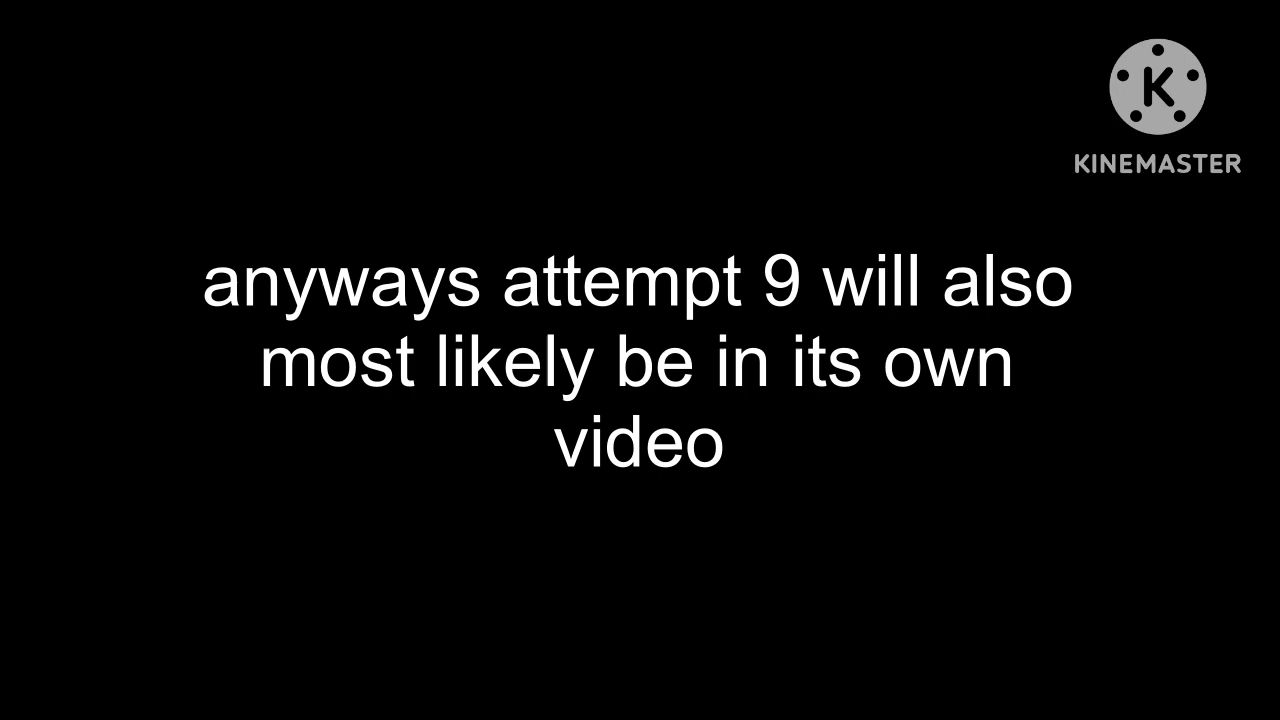 K
KINEMASTER
anyways attempt 9 will also
most likely be in its own
video